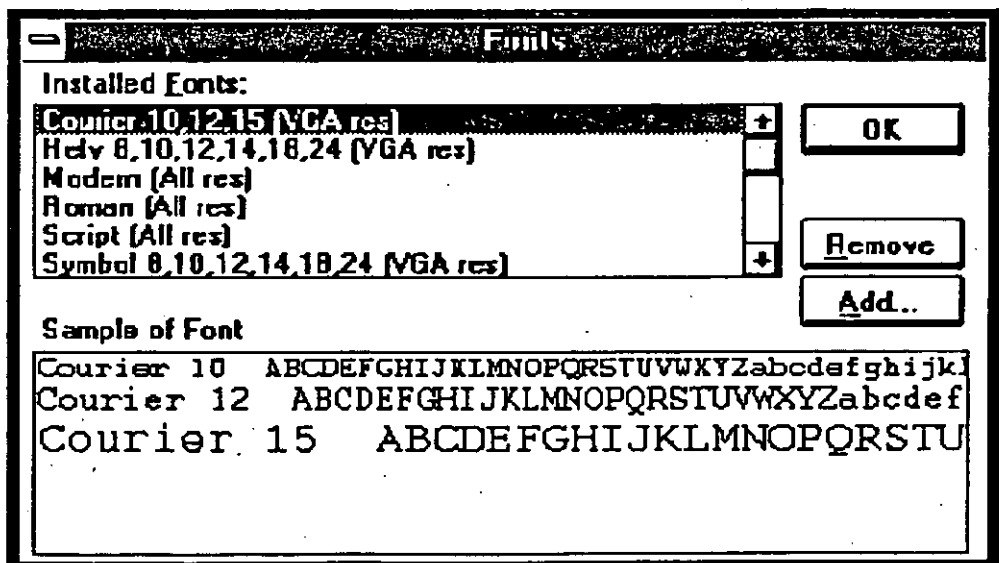 Fonts
Installed Fonts:
Courier 10,12,15 (VGA res)
Helv 8,10,12,14,18,24 (VGA res)
Modern (All res)
Roman (All res)
Script (All res)
Symbol 8,10,12,14,18,24 (VGA res)
OK
Remove
Add...
Sample of Font
Courier 10 ABCDEFGHIJKLMNOPQRSTUVWXYZabcdefghijkl
Courier 12 ABCDEFGHIJKLMNOPQRSTUVWXYZabcdef
Courier 15 ABCDEFGHIJKLMNOPQRSTU